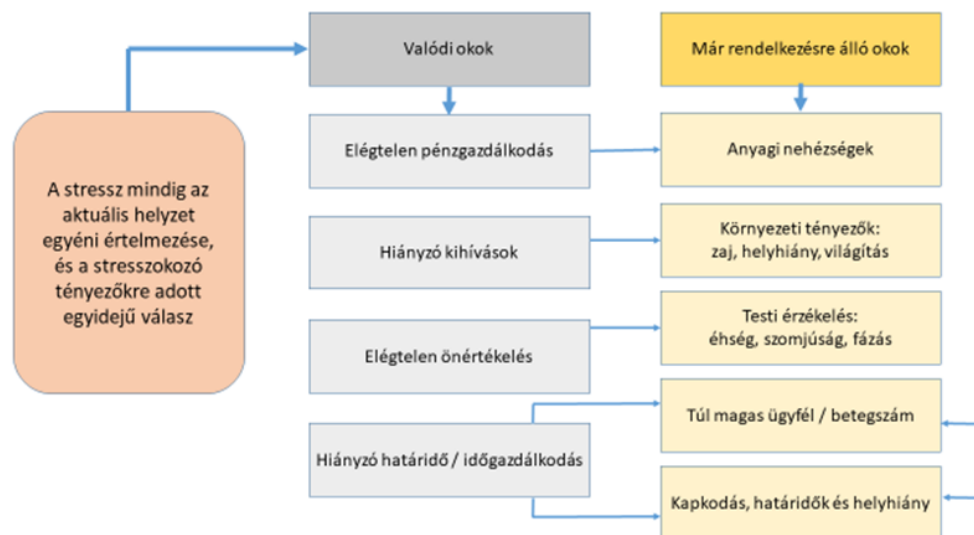 Valódi okok
Már rendelkezésre álló okok
A stressz mindig az
aktuális helyzet
egyéni értelmezése,
és a stresszokozó
tényezőkre adott
egyidejű válasz
Elégtelen pénzgazdálkodás
Anyagi nehézségek
Hiányzó kihívások
Környezeti tényezők:
zaj, helyhiány, világítás
Elégtelen önértékelés
Testi érzékelés:
éhség, szomjúság, fázás
Hiányzó határidő / időgazdálkodás
Túl magas ügyfél / betegszám
Kapkodás, határidők és helyhiány